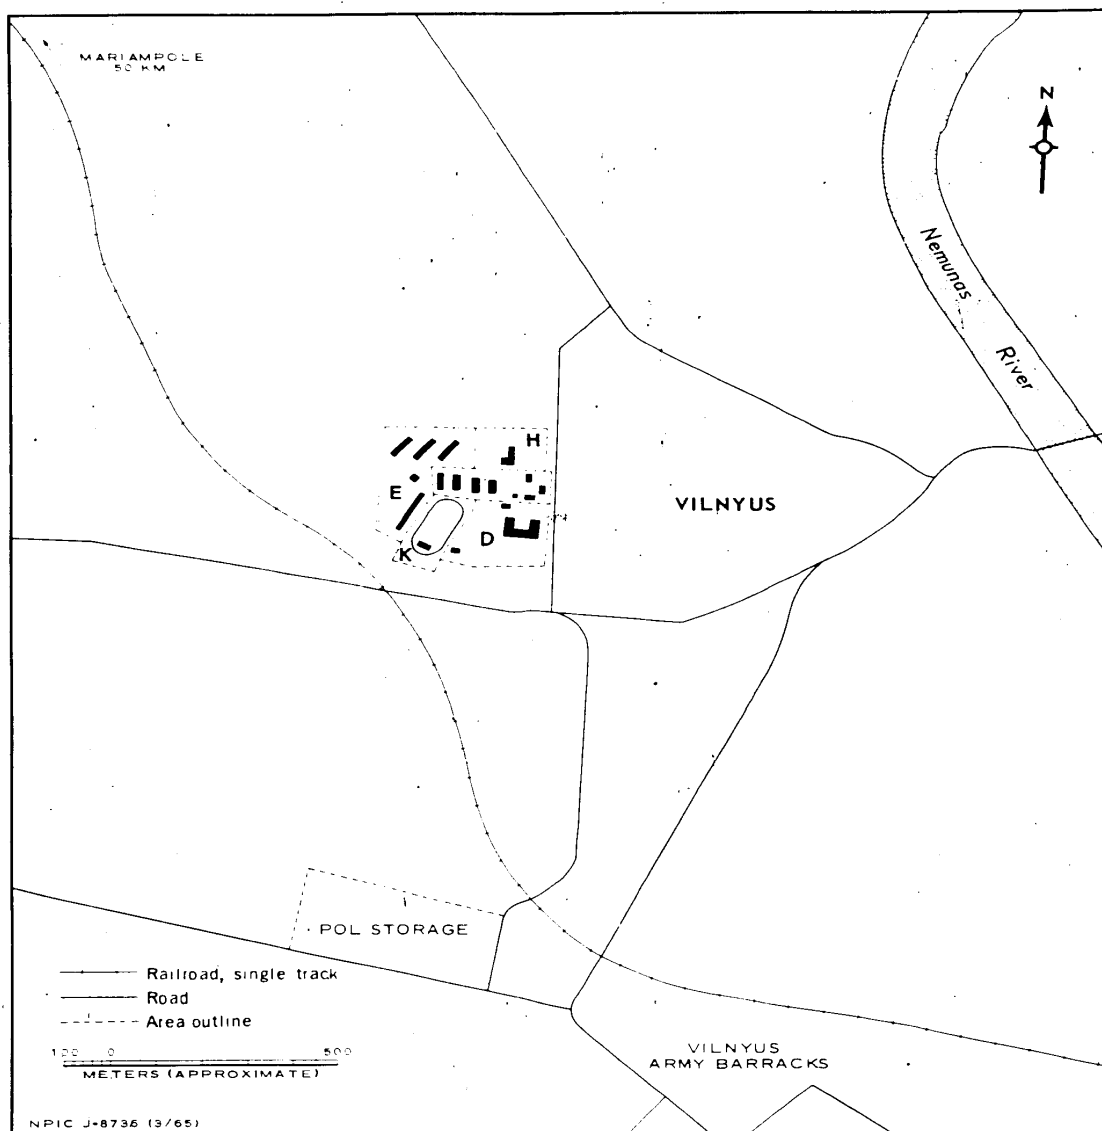 MARIAMPOLE
50 KM
N
Nemunas
River
H
E
VILNYUS
D
K
POL STORAGE
Railroad, single track
Road
Area outline
100 0 500
METERS (APPROXIMATE)
VILNYUS
ARMY BARRACKS
NPIC J-8736 (3/65)